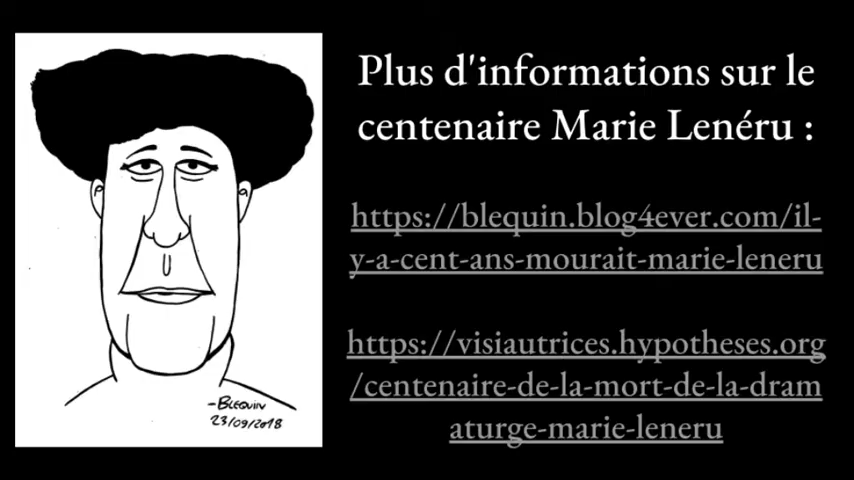 Plus d'informations sur le
centenaire Marie Lenéru :
https://blequin.blog4ever.com/il-
y-a-cent-ans-mourait-marie-leneru
https://visiautrices.hypotheses.org
/centenaire-de-la-mort-de-la-dram
aturge-marie-leneru
-BLEQUIN
23/09/2018